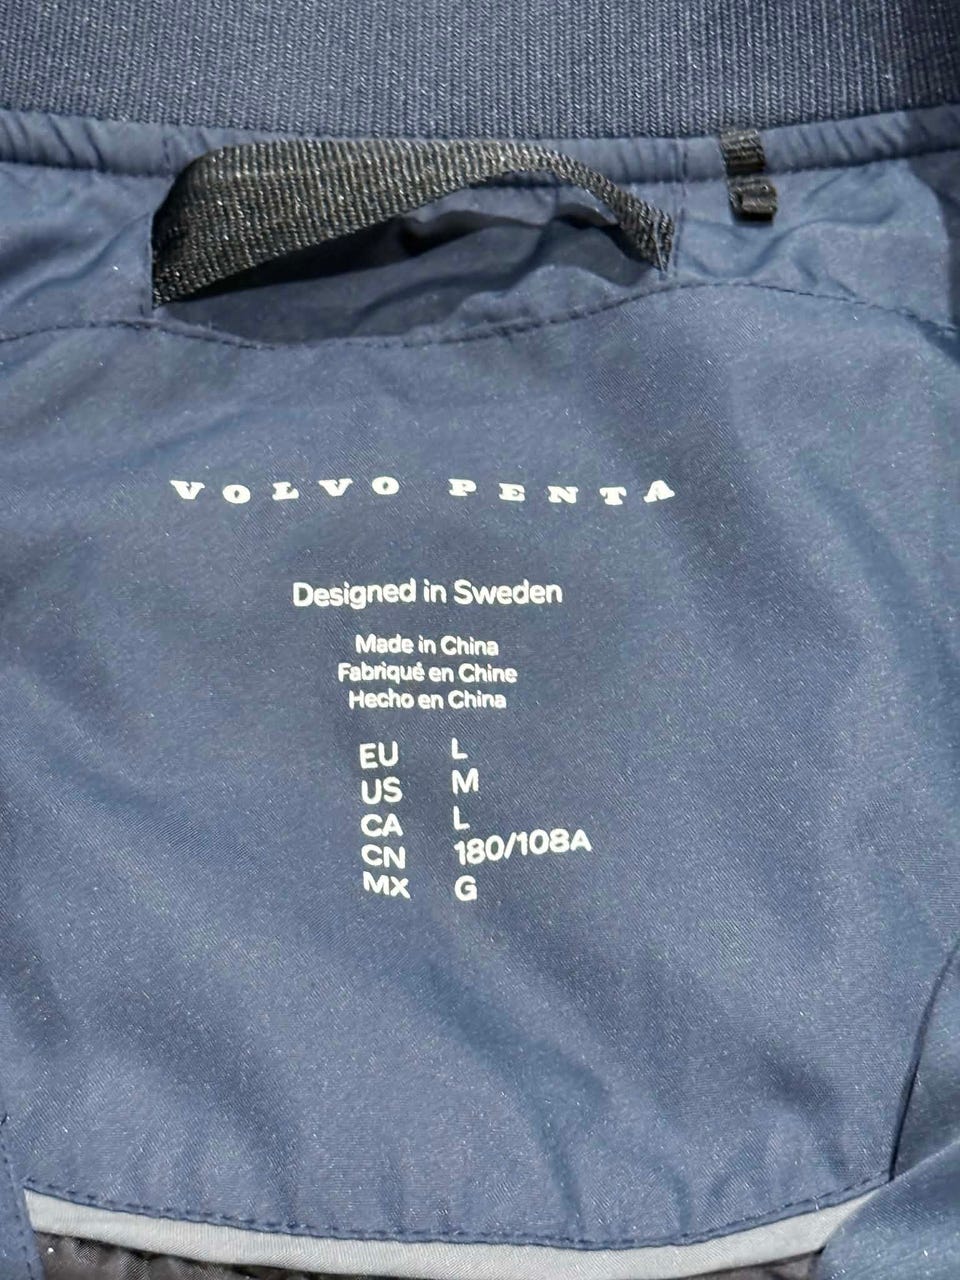 VOLVO PENTA
Designed in Sweden
Made in China
Fabriqué en Chine
Hecho en China
EU L
US M
CA L
CN 180/108A
MX G